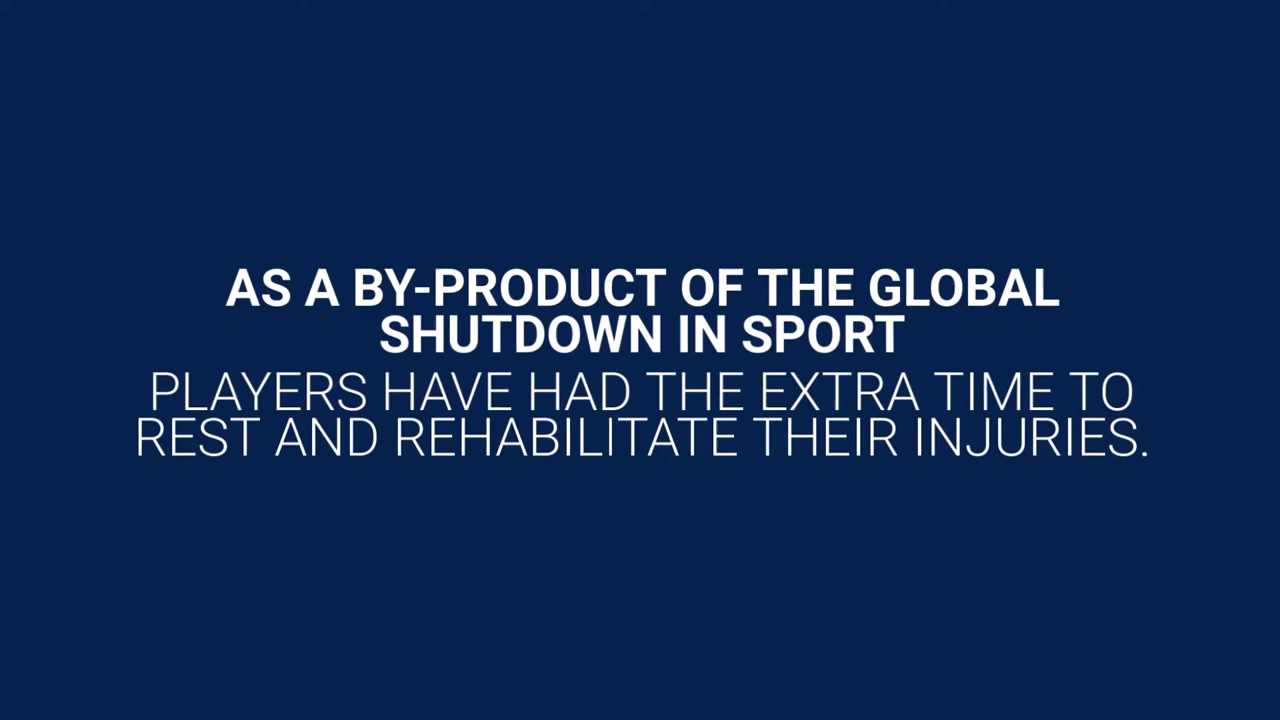 AS A BY-PRODUCT OF THE GLOBAL
SHUTDOWN IN SPORT
PLAYERS HAVE HAD THE EXTRA TIME TO
REST AND REHABILITATE THEIR INJURIES.